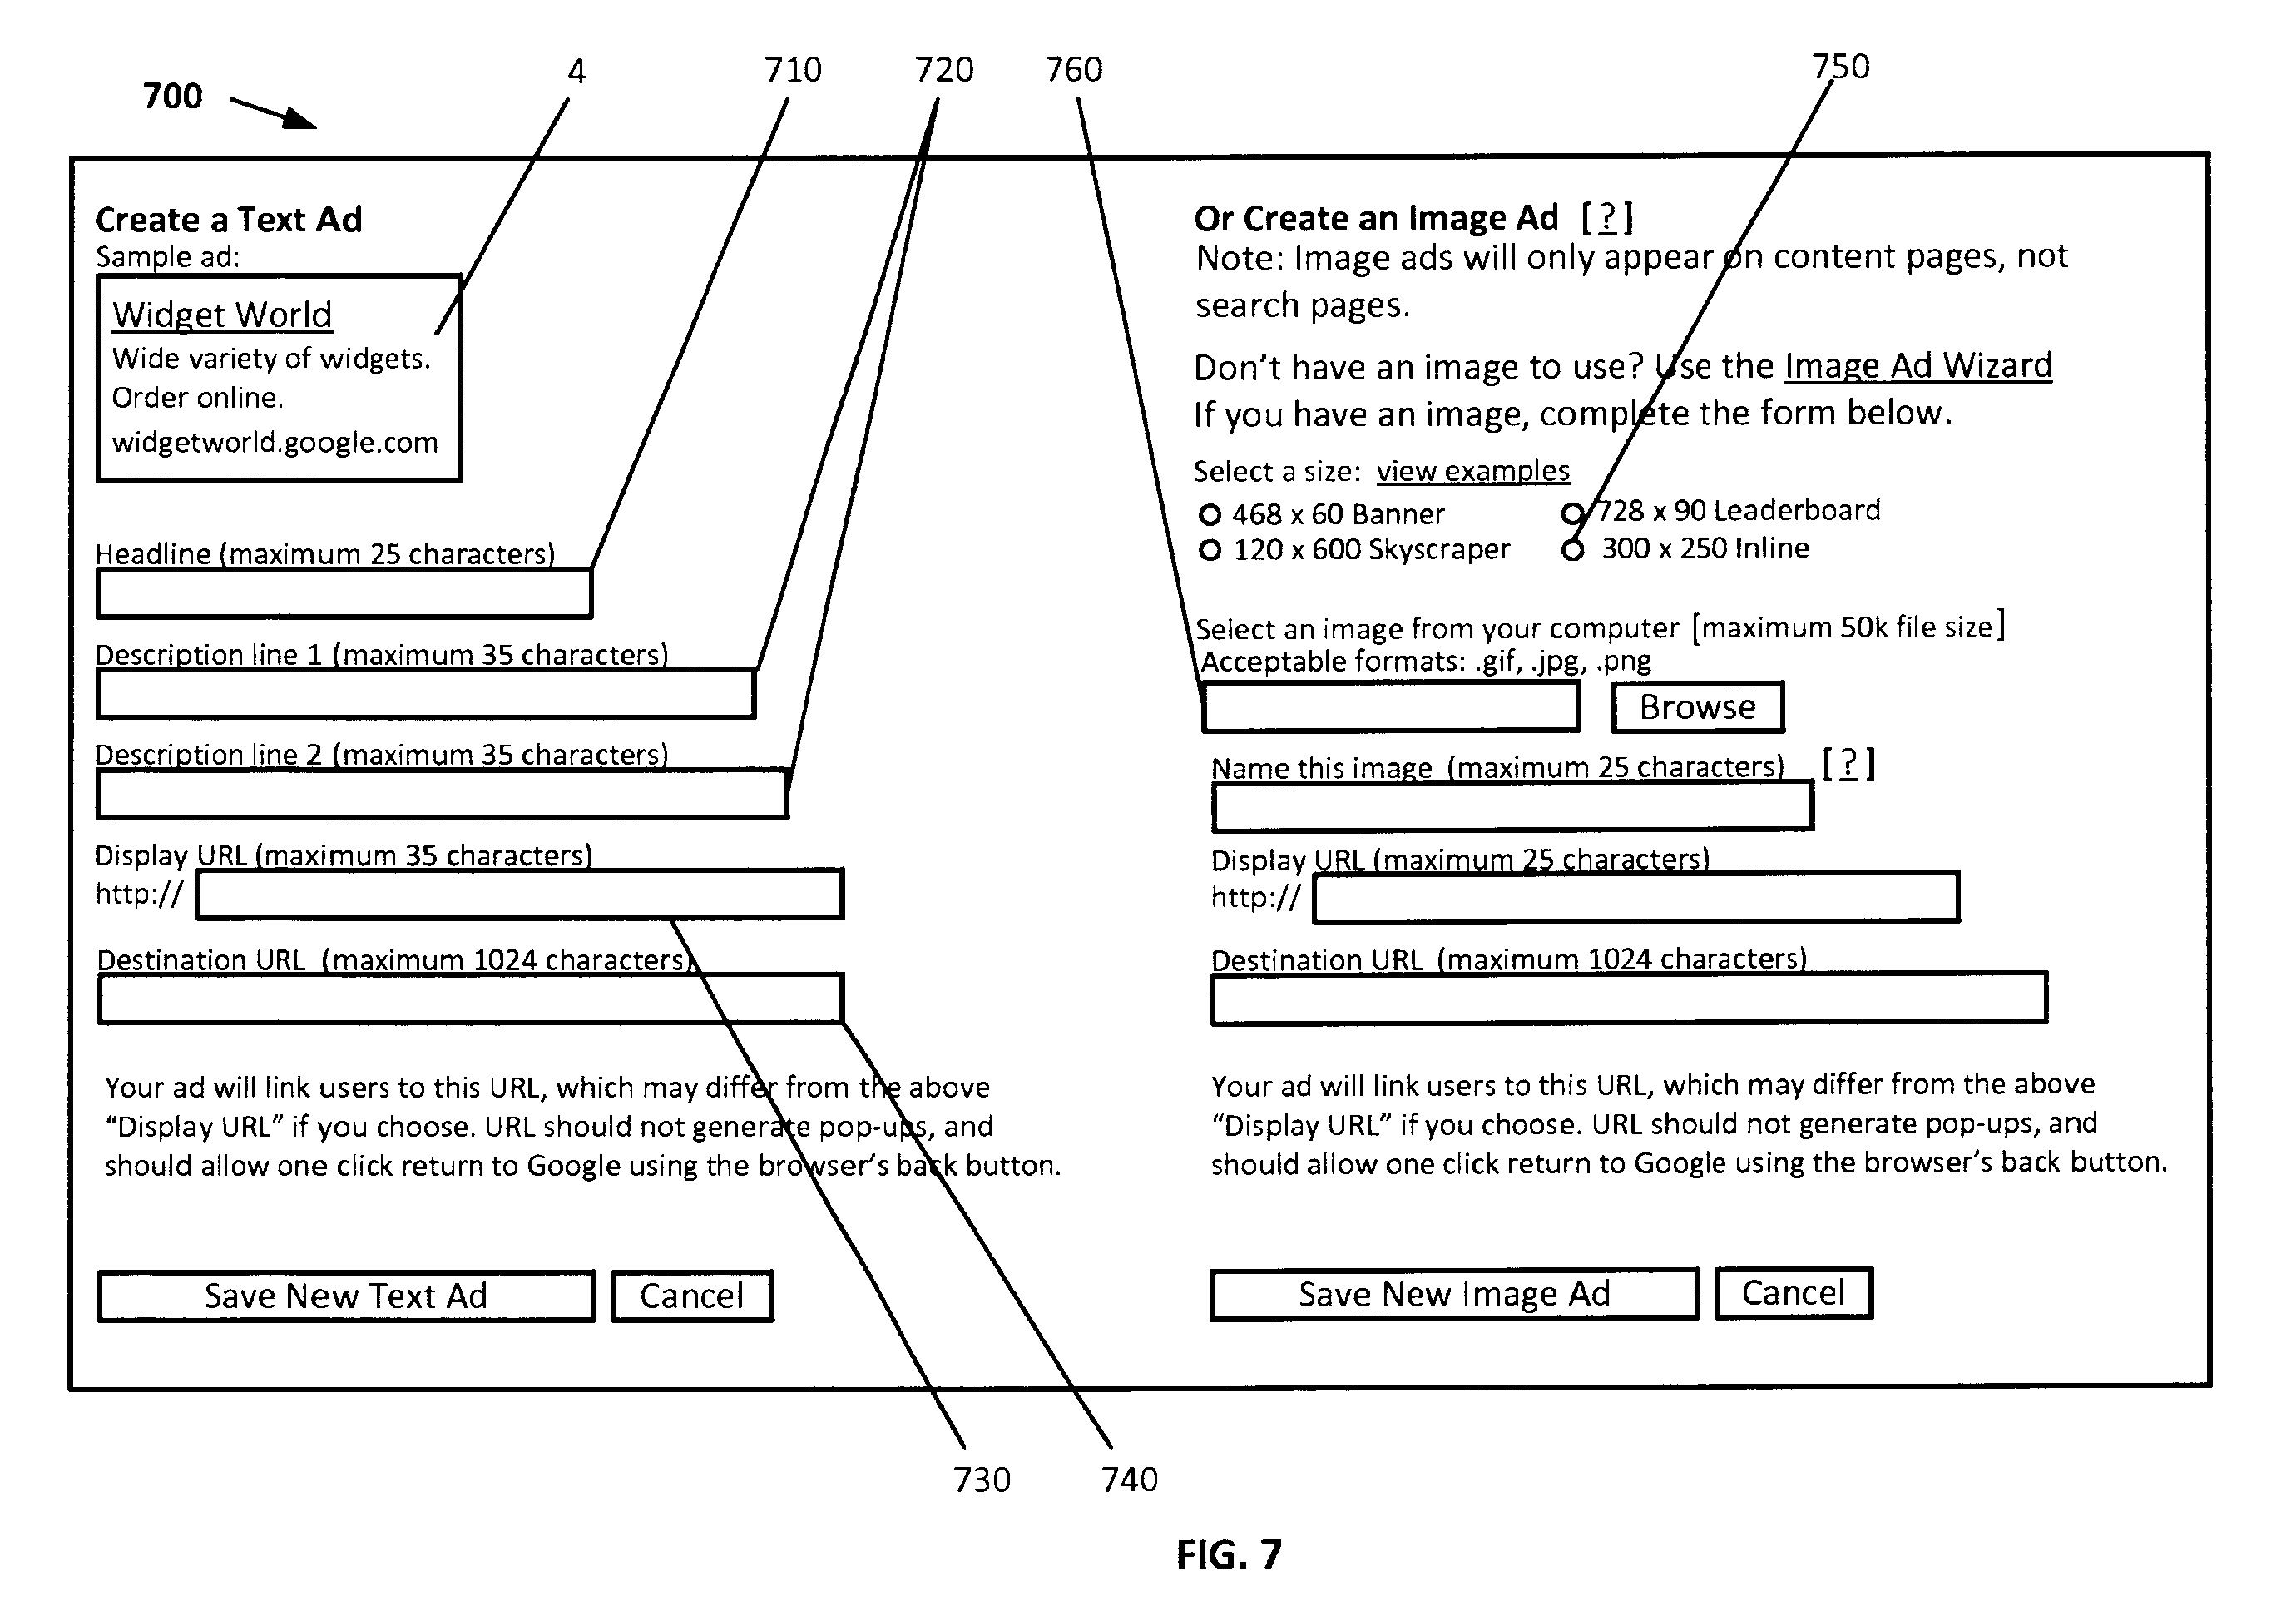 700
4
710
720
760
750
Create a Text Ad
Sample ad:
Widget World
Wide variety of widgets.
Order online.
widgetworld.google.com
Headline (maximum 25 characters)
Description line 1 (maximum 35 characters)
Description line 2 (maximum 35 characters)
Display URL (maximum 35 characters)
http://
Destination URL (maximum 1024 characters)
Your ad will link users to this URL, which may differ from the above
“Display URL” if you choose. URL should not generate pop-ups, and
should allow one click return to Google using the browser’s back button.
Save New Text Ad
Cancel
Or Create an Image Ad [?]
Note: Image ads will only appear on content pages, not
search pages.
Don’t have an image to use? Use the Image Ad Wizard
If you have an image, complete the form below.
Select a size: view examples
468 x 60 Banner
728 x 90 Leaderboard
120 x 600 Skyscraper
300 x 250 Inline
Select an image from your computer [maximum 50k file size]
Acceptable formats: .gif, .jpg, .png
Browse
Name this image (maximum 25 characters) [?]
Display URL (maximum 25 characters)
http://
Destination URL (maximum 1024 characters)
Your ad will link users to this URL, which may differ from the above
“Display URL” if you choose. URL should not generate pop-ups, and
should allow one click return to Google using the browser’s back button.
Save New Image Ad
Cancel
730
740
FIG. 7